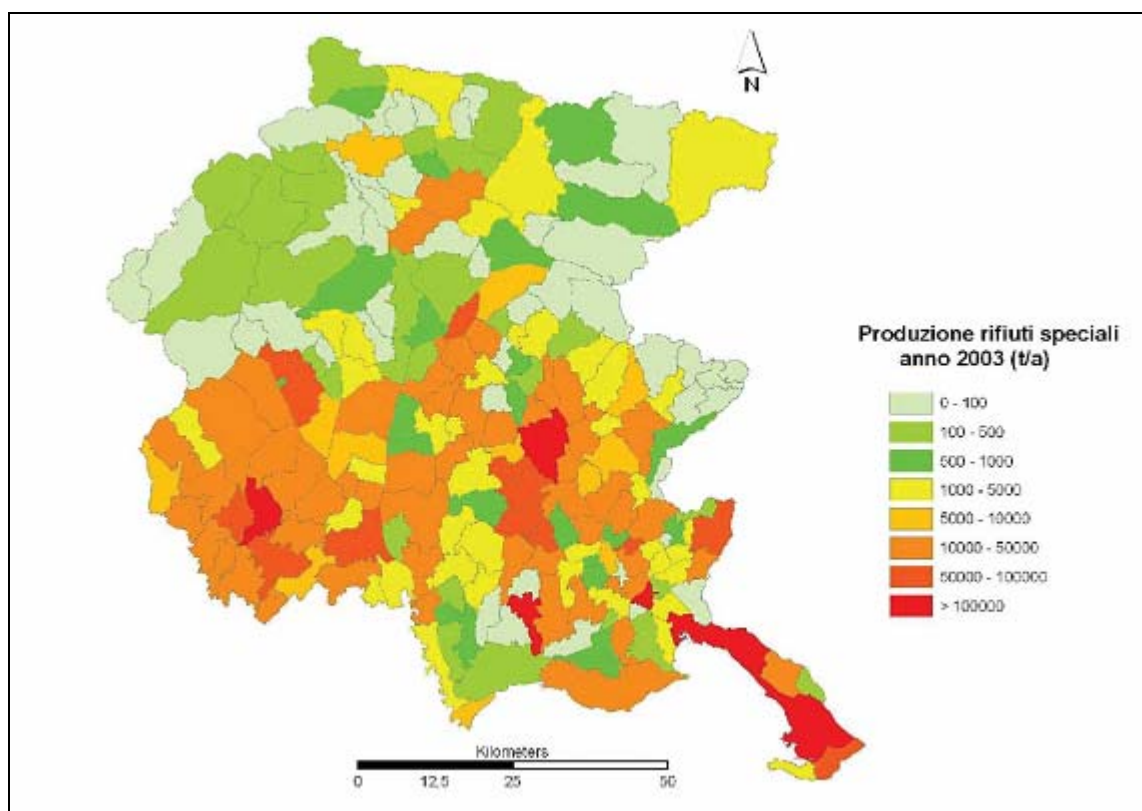 N
Produzione rifiuti speciali
anno 2003 (t/a)
0 - 100
100 - 500
500 - 1000
1000 - 5000
5000 - 10000
10000 - 50000
50000 - 100000
> 100000
Kilometers
0 12,5 25 50